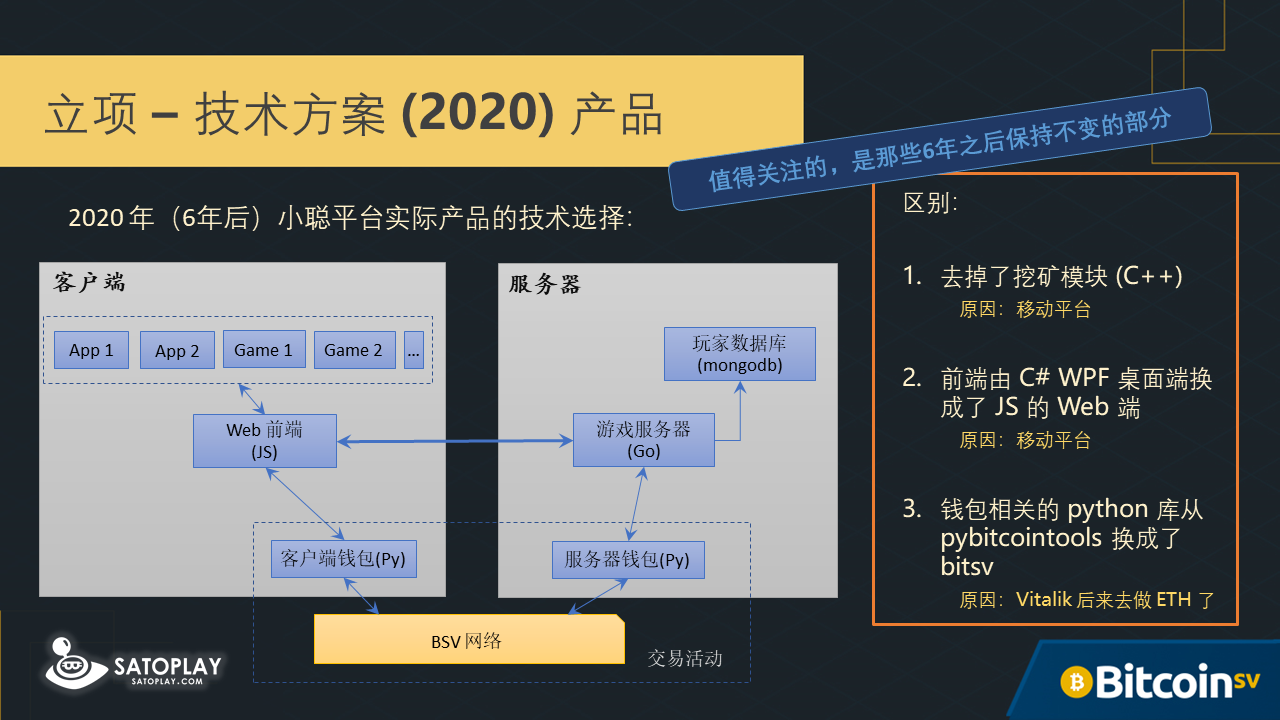 立项 – 技术方案 (2020) 产品
值得关注的，是那些6年之后保持不变的部分
2020 年（6年后）小聪平台实际产品的技术选择：
客户端
App 1
App 2
Game 1
Game 2
...
Web 前端
(JS)
客户端钱包(Py)
服务器
玩家数据库
(mongodb)
游戏服务器
(Go)
服务器钱包(Py)
BSV 网络
交易活动
区别：
1. 去掉了挖矿模块 (C++)
原因：移动平台
2. 前端由 C# WPF 桌面端换
成了 JS 的 Web 端
原因：移动平台
3. 钱包相关的 python 库从
pybitcointools 换成了
bitsv
原因：Vitalik 后来去做 ETH 了
SATOPLAY
SATOPLAY.COM
Bitcoin SV